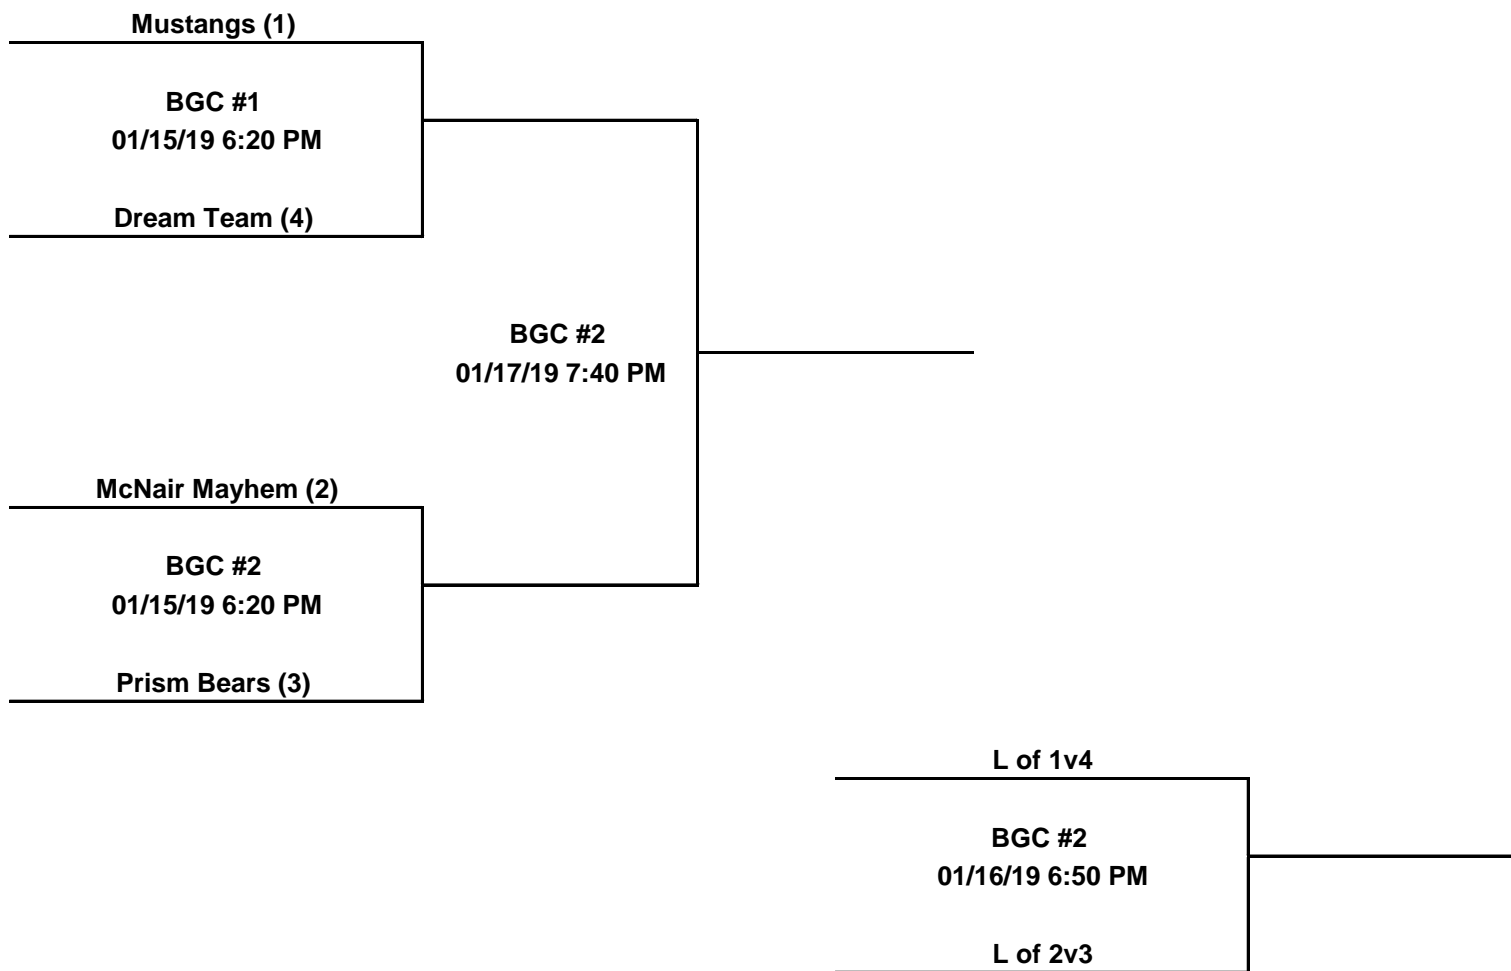 Mustangs (1)
BGC #1
01/15/19 6:20 PM
Dream Team (4)
BGC #2
01/17/19 7:40 PM
McNair Mayhem (2)
BGC #2
01/15/19 6:20 PM
Prism Bears (3)
L of 1v4
BGC #2
01/16/19 6:50 PM
L of 2v3